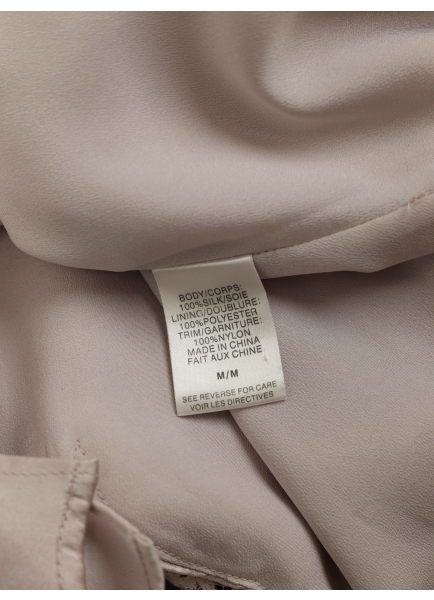 BODY/CORPS:
100%SILK/SOIE
LINING/DOUBLURE:
100%POLYESTER
TRIM/GARNITURE:
100%NYLON
MADE IN CHINA
FAIT AUX CHINE
M/M
SEE REVERSE FOR CARE
VOIR LES DIRECTIVES